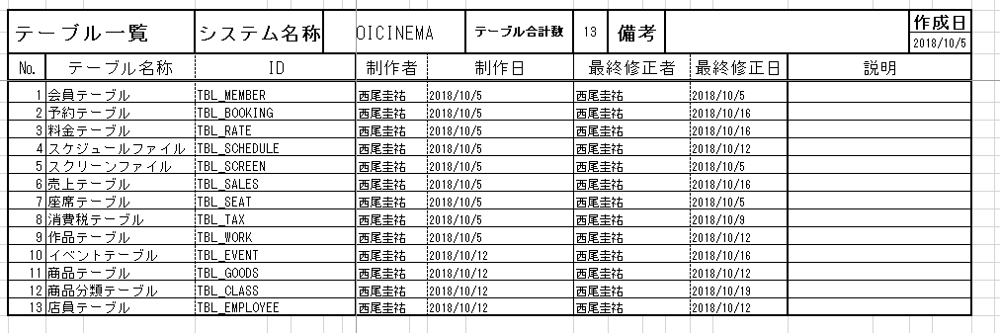 テーブル一覧 システム名称 OICINEMA テーブル合計数 13 備考 作成日
2018/10/5
No. テーブル名称 ID 制作者 制作日 最終修正者 最終修正日 説明
1 会員テーブル TBL_MEMBER 西尾圭祐 2018/10/5 西尾圭祐 2018/10/5
2 予約テーブル TBL_BOOKING 西尾圭祐 2018/10/5 西尾圭祐 2018/10/16
3 料金テーブル TBL_RATE 西尾圭祐 2018/10/5 西尾圭祐 2018/10/16
4 スケジュールファイル TBL_SCHEDULE 西尾圭祐 2018/10/5 西尾圭祐 2018/10/12
5 スクリーンファイル TBL_SCREEN 西尾圭祐 2018/10/5 西尾圭祐 2018/10/5
6 売上テーブル TBL_SALES 西尾圭祐 2018/10/5 西尾圭祐 2018/10/16
7 座席テーブル TBL_SEAT 西尾圭祐 2018/10/5 西尾圭祐 2018/10/5
8 消費税テーブル TBL_TAX 西尾圭祐 2018/10/5 西尾圭祐 2018/10/9
9 作品テーブル TBL_WORK 西尾圭祐 2018/10/5 西尾圭祐 2018/10/12
10 イベントテーブル TBL_EVENT 西尾圭祐 2018/10/12 西尾圭祐 2018/10/16
11 商品テーブル TBL_GOODS 西尾圭祐 2018/10/12 西尾圭祐 2018/10/12
12 商品分類テーブル TBL_CLASS 西尾圭祐 2018/10/12 西尾圭祐 2018/10/19
13 店員テーブル TBL_EMPLOYEE 西尾圭祐 2018/10/12 西尾圭祐 2018/10/12